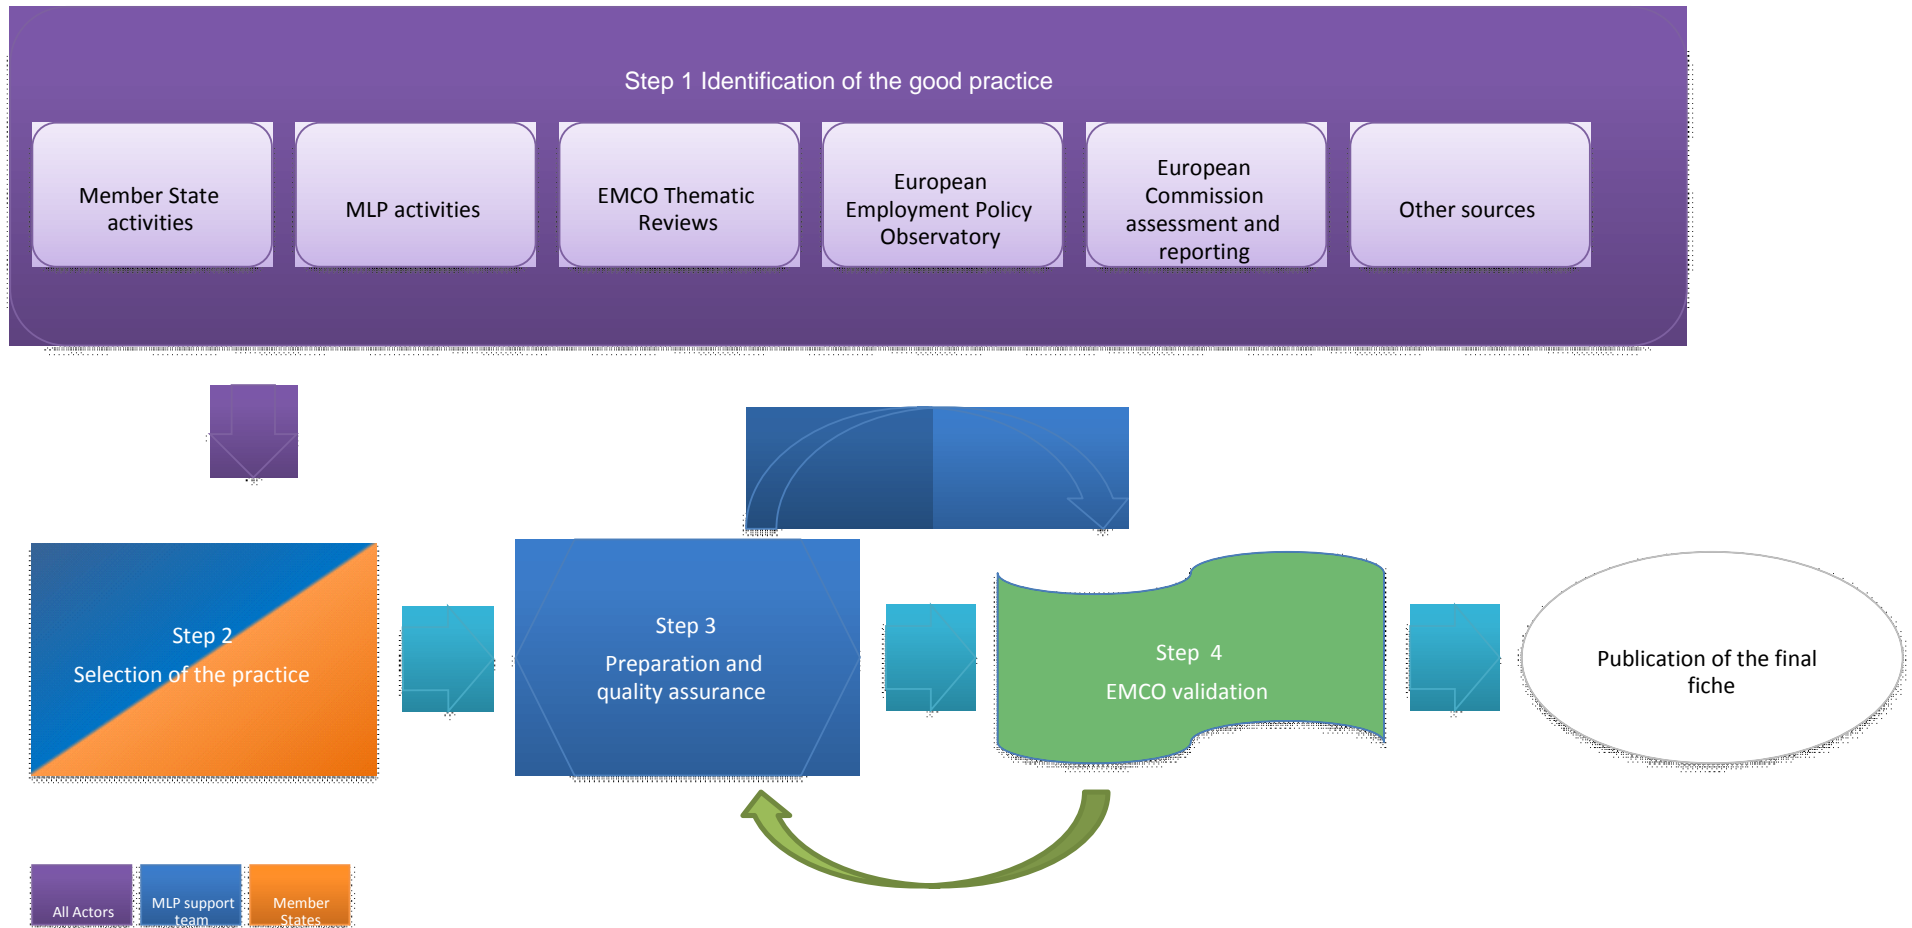 Step 1 Identification of the good practice
Member State
activities
MLP activities
EMCO Thematic
Reviews
European
Employment Policy
Observatory
European
Commission
assessment and
reporting
Other sources
Step 2
Selection of the practice
Step 3
Preparation and
quality assurance
Step 4
EMCO validation
Publication of the final
fiche
All Actors
MLP support
team
Member
States